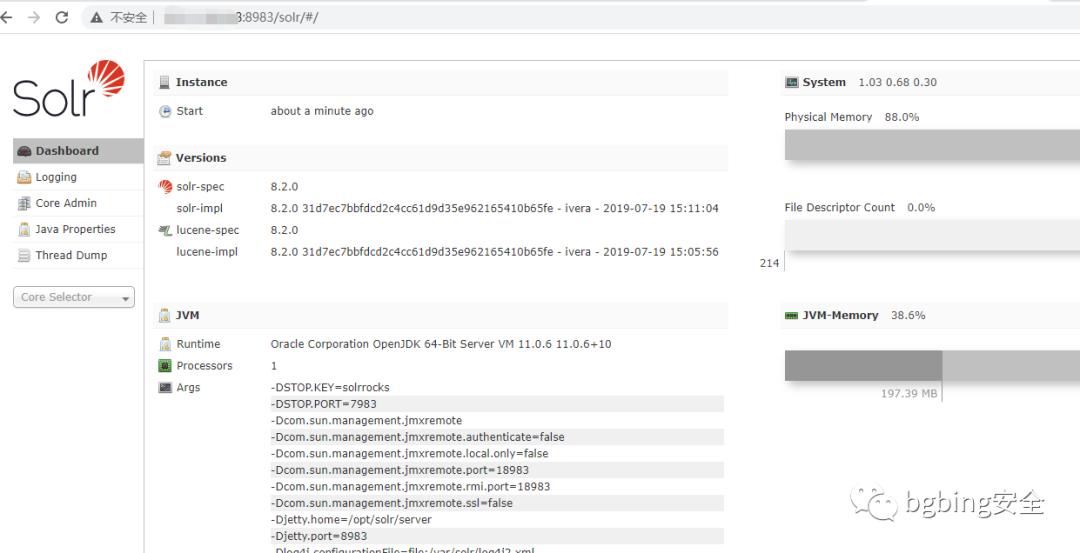 不安全
3:8983/solr/#/
Solr
Dashboard
Logging
Core Admin
Java Properties
Thread Dump
Core Selector
Instance
Start about a minute ago
Versions
solr-spec 8.2.0
solr-impl 8.2.0 31d7ec7bbfdcd2c4cc61d9d35e962165410b65fe - ivera - 2019-07-19 15:11:04
lucene-spec 8.2.0
lucene-impl 8.2.0 31d7ec7bbfdcd2c4cc61d9d35e962165410b65fe - ivera - 2019-07-19 15:05:56
JVM
Runtime Oracle Corporation OpenJDK 64-Bit Server VM 11.0.6 11.0.6+10
Processors 1
Args -DSTOP.KEY=solrrocks
-DSTOP.PORT=7983
-Dcom.sun.management.jmxremote
-Dcom.sun.management.jmxremote.authenticate=false
-Dcom.sun.management.jmxremote.local.only=false
-Dcom.sun.management.jmxremote.port=18983
-Dcom.sun.management.jmxremote.rmi.port=18983
-Dcom.sun.management.jmxremote.ssl=false
-Djetty.home=/opt/solr/server
-Djetty.port=8983
-Dlog4j.configurationFile=file:/var/solr/log4j2.xml
System 1.03 0.68 0.30
Physical Memory 88.0%
File Descriptor Count 0.0%
214
JVM-Memory 38.6%
197.39 MB
bgbing安全